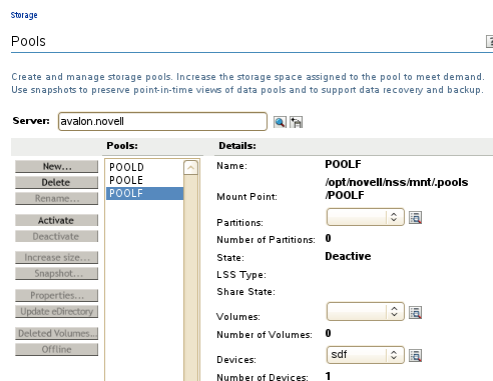 Storage
Pools
?
Create and manage storage pools. Increase the storage space assigned to the pool to meet demand.
Use snapshots to preserve point-in-time views of data pools and to support data recovery and backup.
Server: avalon.novell
Pools: Details:
New...
Delete
Rename...
Activate
Deactivate
Increase size...
Snapshot...
Properties...
Update eDirectory
Deleted Volumes...
Offline
POOLD
POOLE
POOLF
Name: POOLF
Mount Point: /opt/novell/nss/mnt/.pools
/POOLF
Partitions:
Number of Partitions: 0
State: Deactive
LSS Type:
Share State:
Volumes:
Number of Volumes: 0
Devices: sdf
Number of Devices: 1